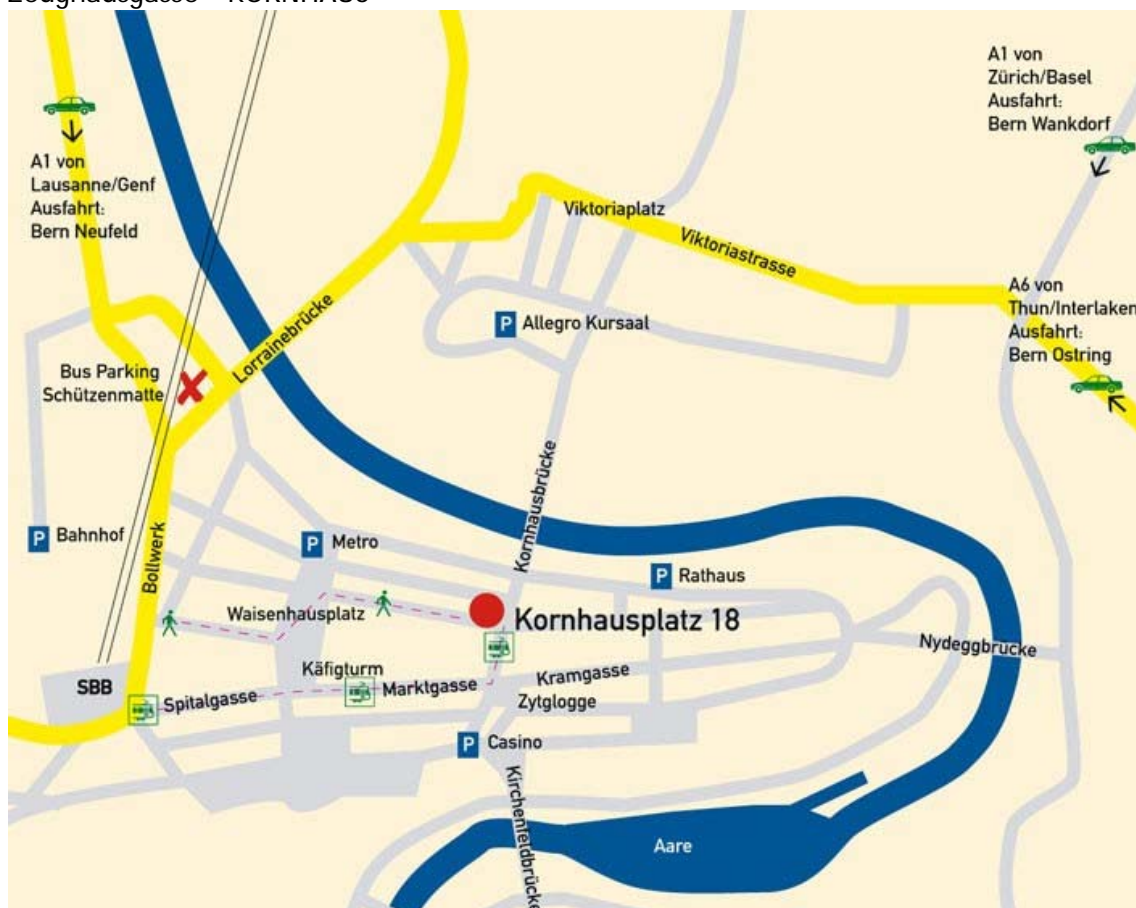 Zeughausgasse – KORNHAUS
A1 von
Zürich/Basel
Ausfahrt:
Bern Wankdorf
A1 von
Lausanne/Genf
Ausfahrt:
Bern Neufeld
Viktoriaplatz
Viktoriastrasse
A6 von
Thun/Interlaken
Ausfahrt:
Bern Ostring
P Allegro Kursaal
Lorrainebrücke
Bus Parking
Schützenmatte
Kornhausbrücke
P Bahnhof
Bollwerk
P Metro
P Rathaus
Waisenhausplatz
Kornhausplatz 18
Nydeggbrücke
Käfigturm
Kramgasse
SBB
Spitalgasse
Marktgasse
Zytglogge
P Casino
Kirchenfeldbrücke
Aare